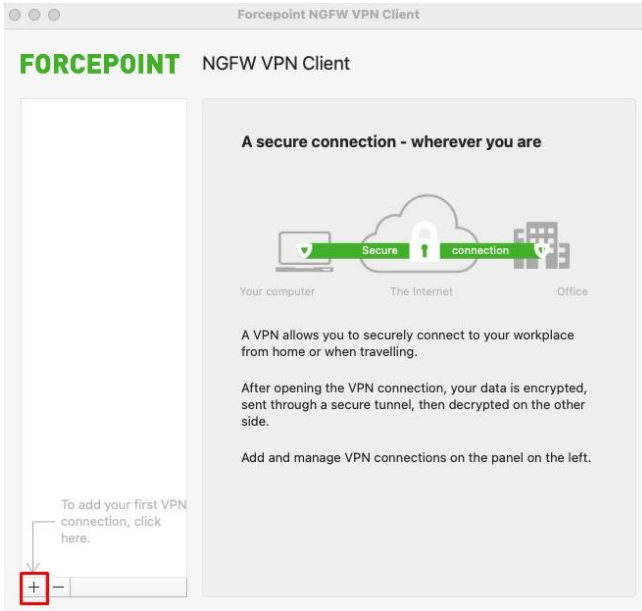 Forcepoint NGFW VPN Client
FORCEPOINT NGFW VPN Client
A secure connection - wherever you are
Secure connection
Your computer The Internet Office
A VPN allows you to securely connect to your workplace
from home or when travelling.
After opening the VPN connection, your data is encrypted,
sent through a secure tunnel, then decrypted on the other
side.
Add and manage VPN connections on the panel on the left.
To add your first VPN
connection, click
here.
+ −